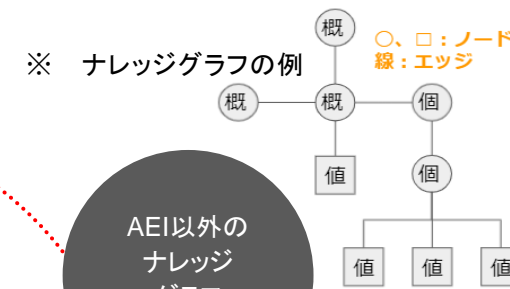 概
○、□:ノード
線:エッジ
※ ナレッジグラフの例
概 概 個
値 個
AEI以外の
ナレッジ
値 値 値